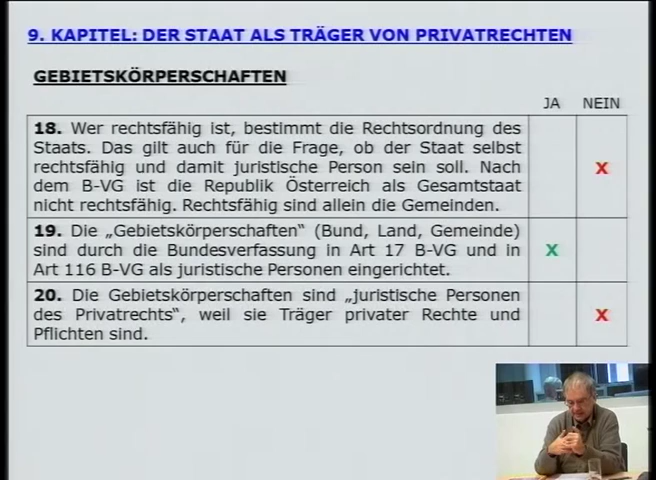 9. KAPITEL: DER STAAT ALS TRÄGER VON PRIVATRECHTEN
GEBIETSKÖRPERSCHAFTEN
JA NEIN
18. Wer rechtsfähig ist, bestimmt die Rechtsordnung des
Staats. Das gilt auch für die Frage, ob der Staat selbst
rechtsfähig und damit juristische Person sein soll. Nach
dem B-VG ist die Republik Österreich als Gesamtstaat
nicht rechtsfähig. Rechtsfähig sind allein die Gemeinden.
X
19. Die „Gebietskörperschaften“ (Bund, Land, Gemeinde)
sind durch die Bundesverfassung in Art 17 B-VG und in
Art 116 B-VG als juristische Personen eingerichtet.
X
20. Die Gebietskörperschaften sind „juristische Personen
des Privatrechts“, weil sie Träger privater Rechte und
Pflichten sind.
X